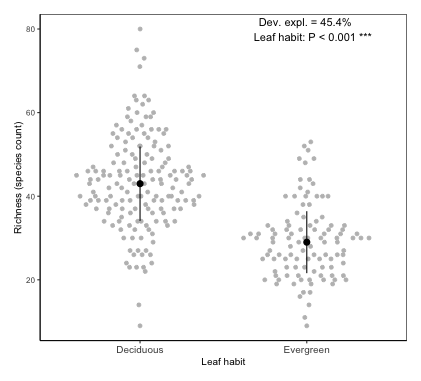 Dev. expl. = 45.4%
Leaf habit: P < 0.001 ***
80
60
40
20
Richness (species count)
Deciduous
Evergreen
Leaf habit